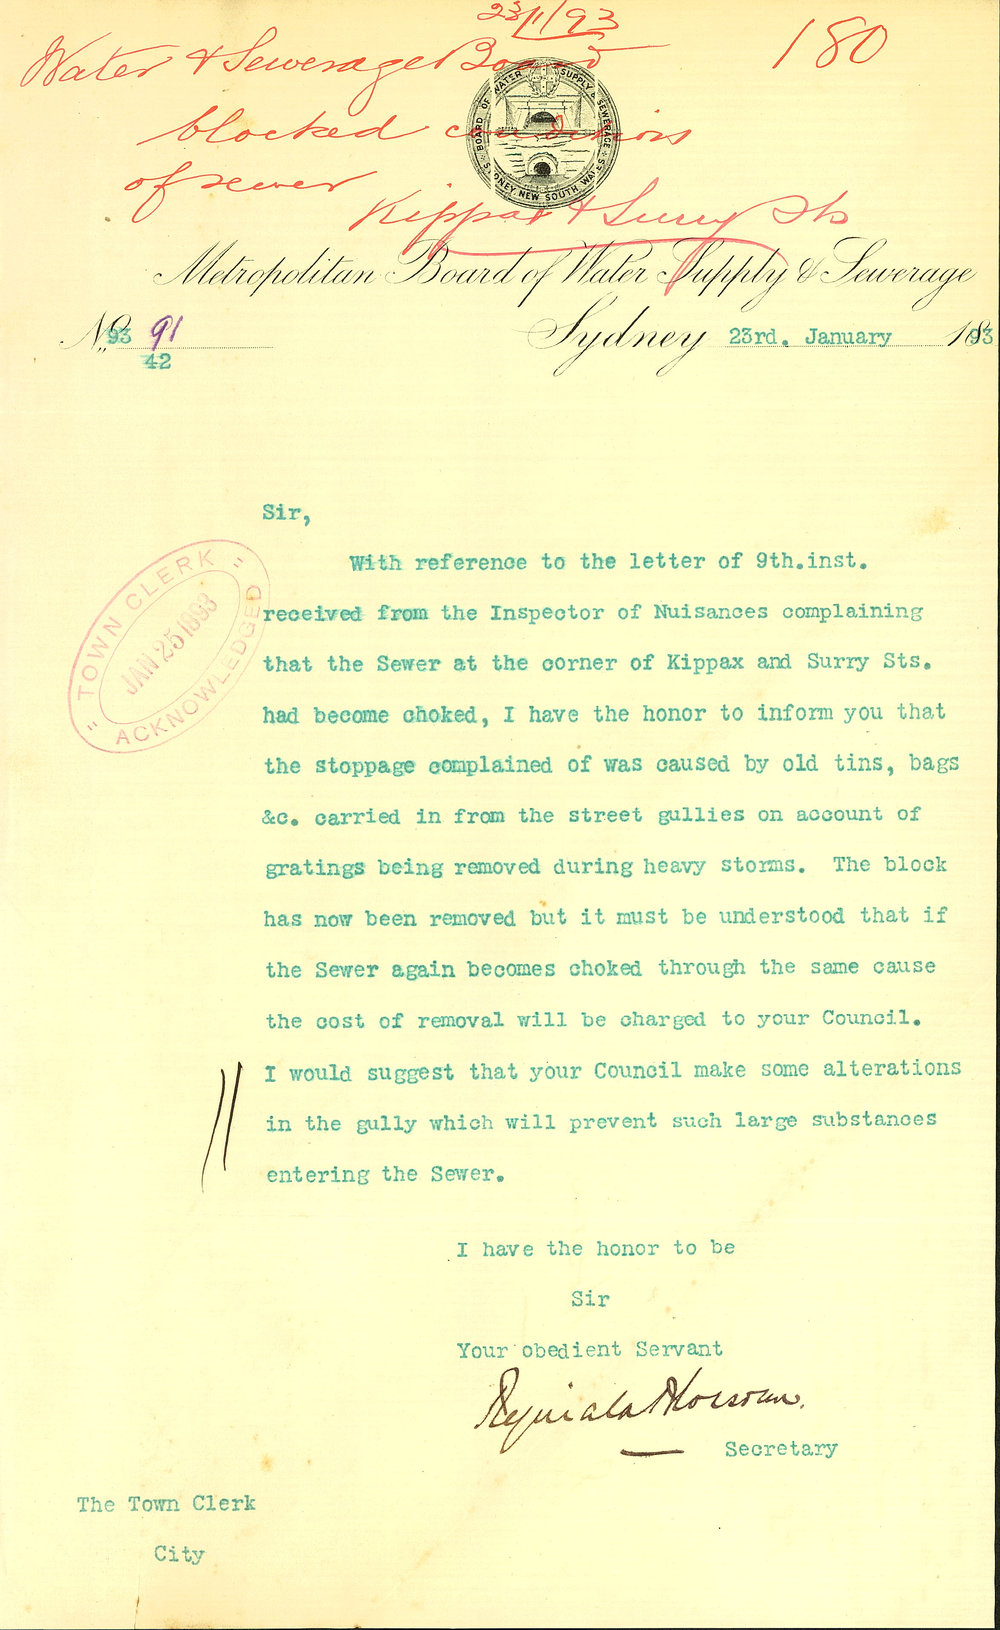 23/1/93
180
Water & Sewerage Board
blocked conditions
of sewer
Kippax & Surry Sts
BOARD OF WATER SUPPLY & SEWERAGE
SYDNEY, NEW SOUTH WALES
Metropolitan Board of Water Supply & Sewerage
No. 93 91
42
Sydney 23rd. January 1893
Sir,
With reference to the letter of 9th.inst.
received from the Inspector of Nuisances complaining
that the Sewer at the corner of Kippax and Surry Sts.
had become choked, I have the honor to inform you that
the stoppage complained of was caused by old tins, bags
&c. carried in from the street gullies on account of
gratings being removed during heavy storms. The block
has now been removed but it must be understood that if
the Sewer again becomes choked through the same cause
the cost of removal will be charged to your Council.
I would suggest that your Council make some alterations
in the gully which will prevent such large substances
entering the Sewer.
"TOWN CLERK"
JAN 25 1893
ACKNOWLEDGED
I have the honor to be
Sir
Your obedient Servant
Secretary
The Town Clerk
City